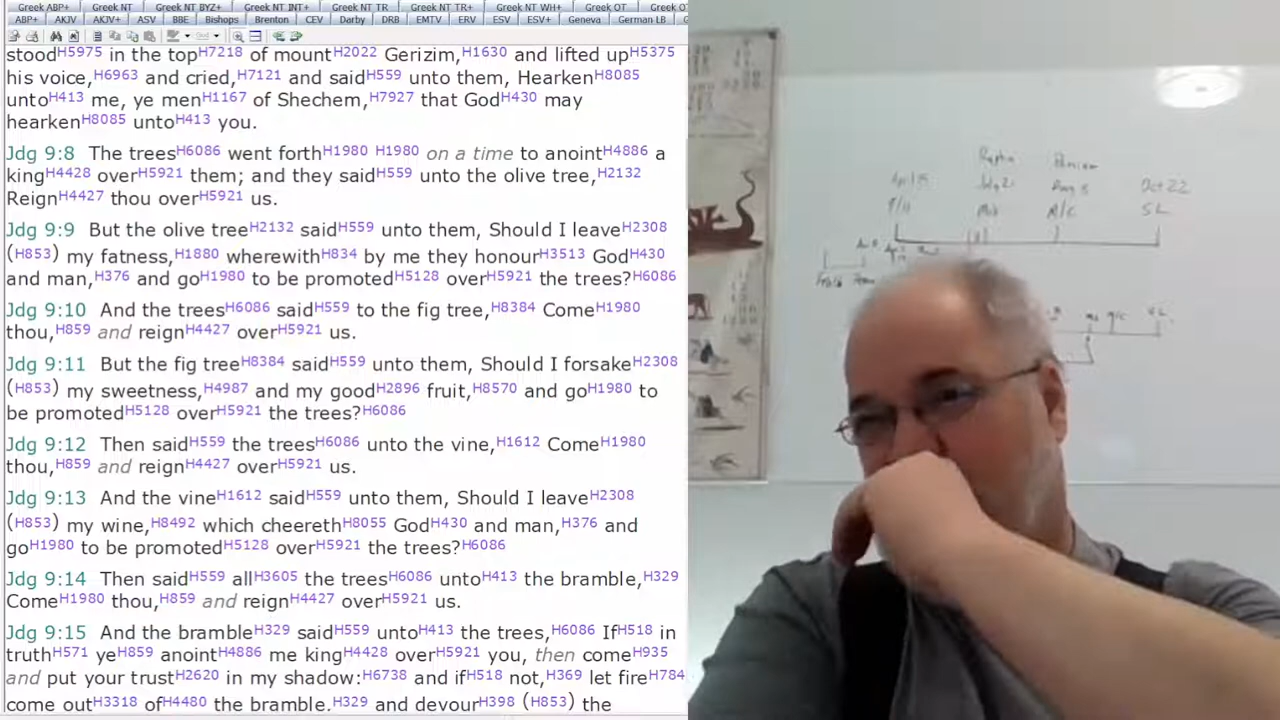 Greek ABP+ Greek NT Greek NT BYZ+ Greek NT INT+ Greek NT TR Greek NT TR+ Greek NT WH+ Greek OT Greek O
ABP+ AKJV AKJV+ ASV BBE Bishops Brenton CEV Darby DRB EMTV ERV ESV ESV+ Geneva German LB G
stoodH5975 in the topH7218 of mountH2022 Gerizim,H1630 and lifted upH5375
his voice,H6963 and cried,H7121 and saidH559 unto them, HearkenH8085
untoH413 me, ye menH1167 of Shechem,H7927 that GodH430 may
hearkenH8085 untoH413 you.
Jdg 9:8 The treesH6086 went forthH1980 H1980 on a time to anointH4886 a
kingH4428 overH5921 them; and they saidH559 unto the olive tree,H2132
ReignH4427 thou overH5921 us.
Jdg 9:9 But the olive treeH2132 saidH559 unto them, Should I leaveH2308
(H853) my fatness,H1880 wherewithH834 by me they honourH3513 GodH430
and man,H376 and goH1980 to be promotedH5128 overH5921 the trees?H6086
Jdg 9:10 And the treesH6086 saidH559 to the fig tree,H8384 ComeH1980
thou,H859 and reignH4427 overH5921 us.
Jdg 9:11 But the fig treeH8384 saidH559 unto them, Should I forsakeH2308
(H853) my sweetness,H4987 and my goodH2896 fruit,H8570 and goH1980 to
be promotedH5128 overH5921 the trees?H6086
Jdg 9:12 Then saidH559 the treesH6086 unto the vine,H1612 ComeH1980
thou,H859 and reignH4427 overH5921 us.
Jdg 9:13 And the vineH1612 saidH559 unto them, Should I leaveH2308
(H853) my wine,H8492 which cheerethH8055 GodH430 and man,H376 and
goH1980 to be promotedH5128 overH5921 the trees?H6086
Jdg 9:14 Then saidH559 allH3605 the treesH6086 untoH413 the bramble,H329
ComeH1980 thou,H859 and reignH4427 overH5921 us.
Jdg 9:15 And the brambleH329 saidH559 untoH413 the trees,H6086 IfH518 in
truthH571 yeH859 anointH4886 me kingH4428 overH5921 you, then comeH935
and put your trustH2620 in my shadow:H6738 and ifH518 not,H369 let fireH784
come outH3318 ofH4480 the bramble.H329 and devourH398 (H853) the
Oct 22
SL